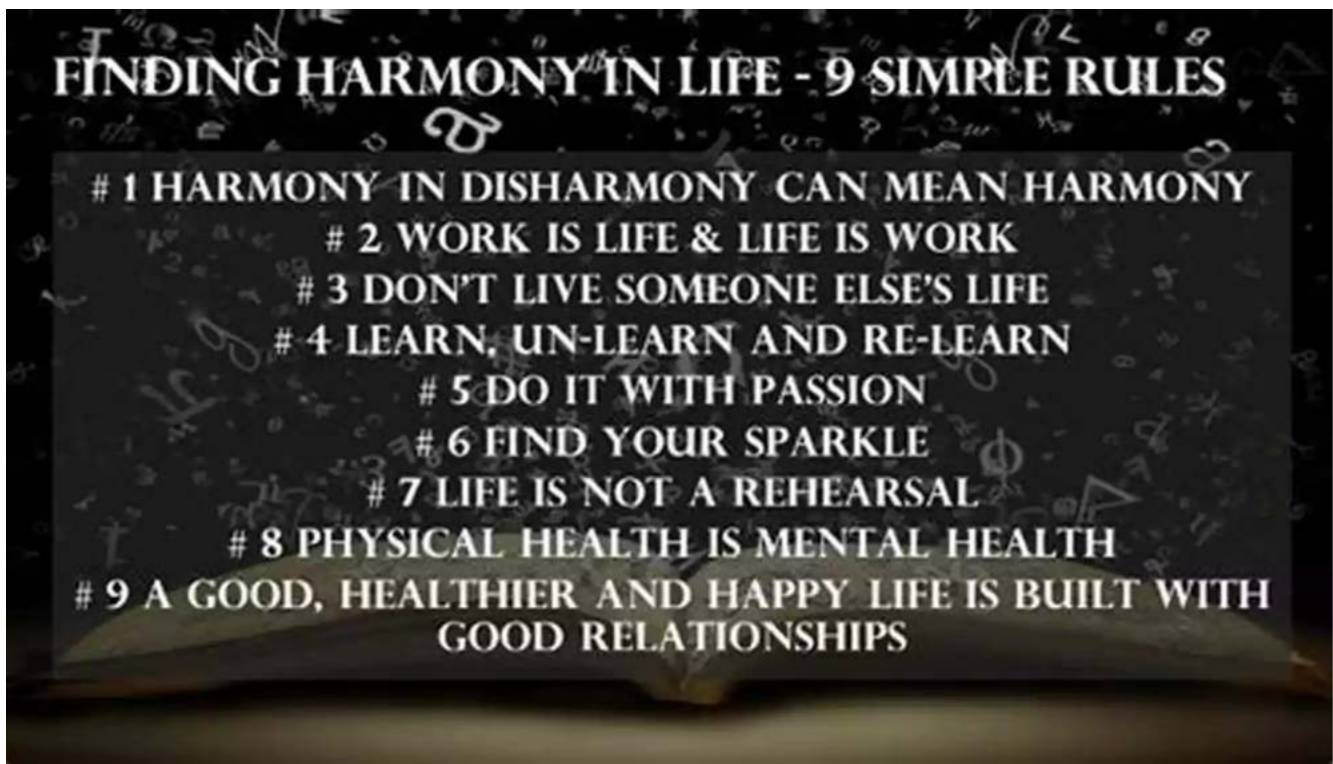 FINDING HARMONY IN LIFE - 9 SIMPLE RULES
# 1 HARMONY IN DISHARMONY CAN MEAN HARMONY
# 2 WORK IS LIFE & LIFE IS WORK
# 3 DON'T LIVE SOMEONE ELSE'S LIFE
# 4 LEARN, UN-LEARN AND RE-LEARN
# 5 DO IT WITH PASSION
# 6 FIND YOUR SPARKLE
# 7 LIFE IS NOT A REHEARSAL
# 8 PHYSICAL HEALTH IS MENTAL HEALTH
# 9 A GOOD, HEALTHIER AND HAPPY LIFE IS BUILT WITH
GOOD RELATIONSHIPS